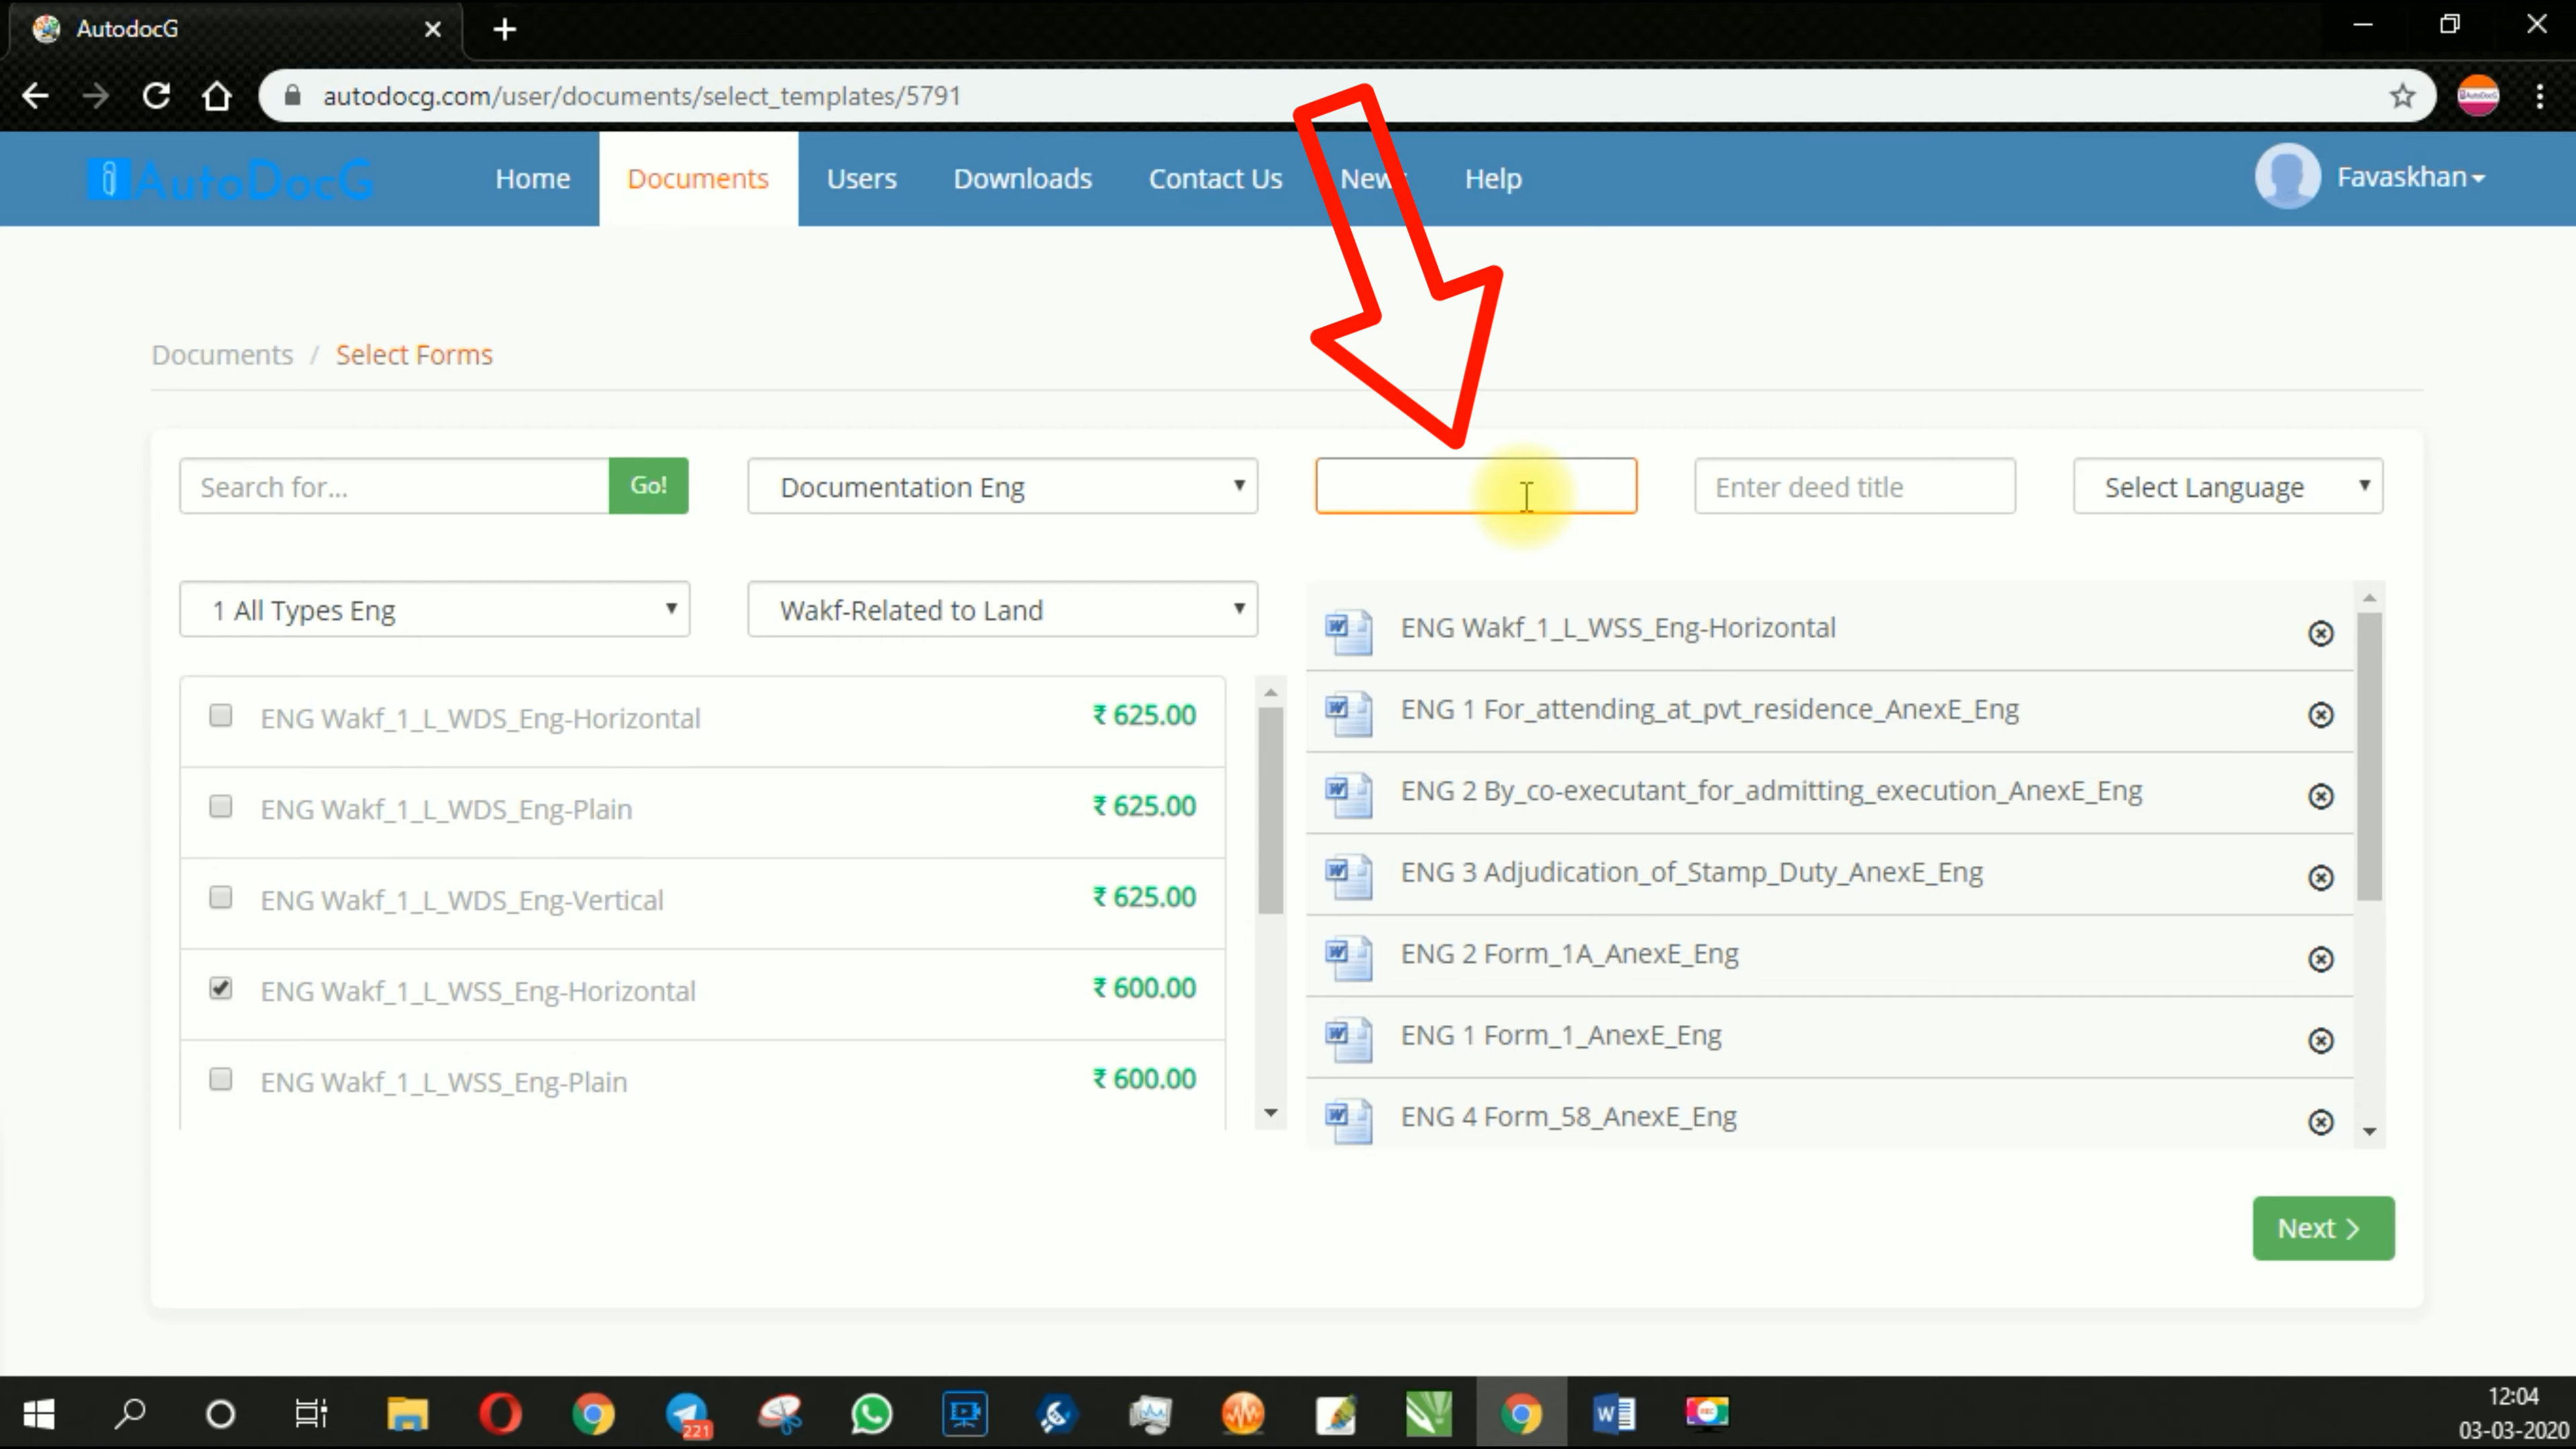 AutodocG
autodocg.com/user/documents/select_templates/5791
AutoDocG
Home Documents Users Downloads Contact Us News Help Favaskhan
Documents / Select Forms
Search for... Go! Documentation Eng Enter deed title Select Language
1 All Types Eng Wakf-Related to Land
ENG Wakf_1_L_WDS_Eng-Horizontal ₹ 625.00
ENG Wakf_1_L_WDS_Eng-Plain ₹ 625.00
ENG Wakf_1_L_WDS_Eng-Vertical ₹ 625.00
ENG Wakf_1_L_WSS_Eng-Horizontal ₹ 600.00
ENG Wakf_1_L_WSS_Eng-Plain ₹ 600.00
ENG Wakf_1_L_WSS_Eng-Horizontal
ENG 1 For_attending_at_pvt_residence_AnexE_Eng
ENG 2 By_co-executant_for_admitting_execution_AnexE_Eng
ENG 3 Adjudication_of_Stamp_Duty_AnexE_Eng
ENG 2 Form_1A_AnexE_Eng
ENG 1 Form_1_AnexE_Eng
ENG 4 Form_58_AnexE_Eng
Next
221
12:04
03-03-2020